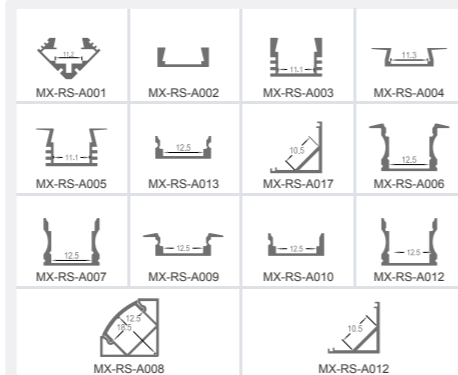 11.2
11.1
11.3
MX-RS-A001
MX-RS-A002
MX-RS-A003
MX-RS-A004
11.1
12.5
10.5
12.5
MX-RS-A005
MX-RS-A013
MX-RS-A017
MX-RS-A006
12.5
12.5
12.5
12.5
MX-RS-A007
MX-RS-A009
MX-RS-A010
MX-RS-A012
12.5
18.5
10.5
MX-RS-A008
MX-RS-A012